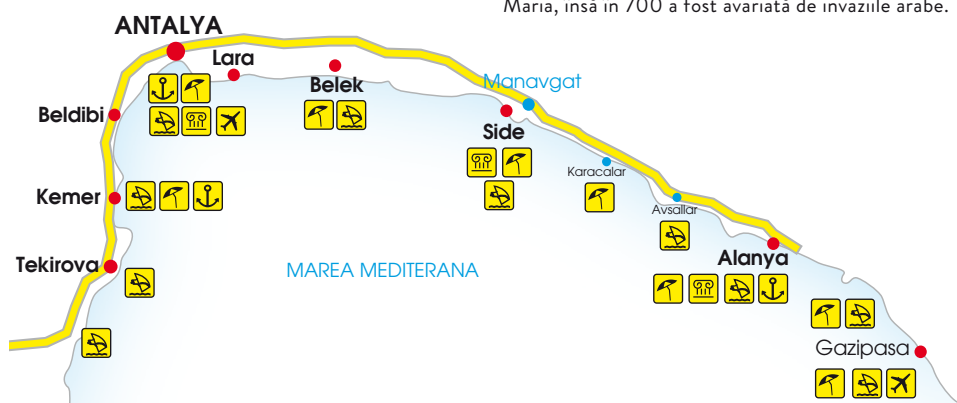 Maria, însă în 700 a fost avariată de invaziile arabe.
ANTALYA
Lara
Belek
Manavgat
Beldibi
Side
Karacalar
Kemer
Avsallar
Alanya
Tekirova
MAREA MEDITERANA
Gazipasa